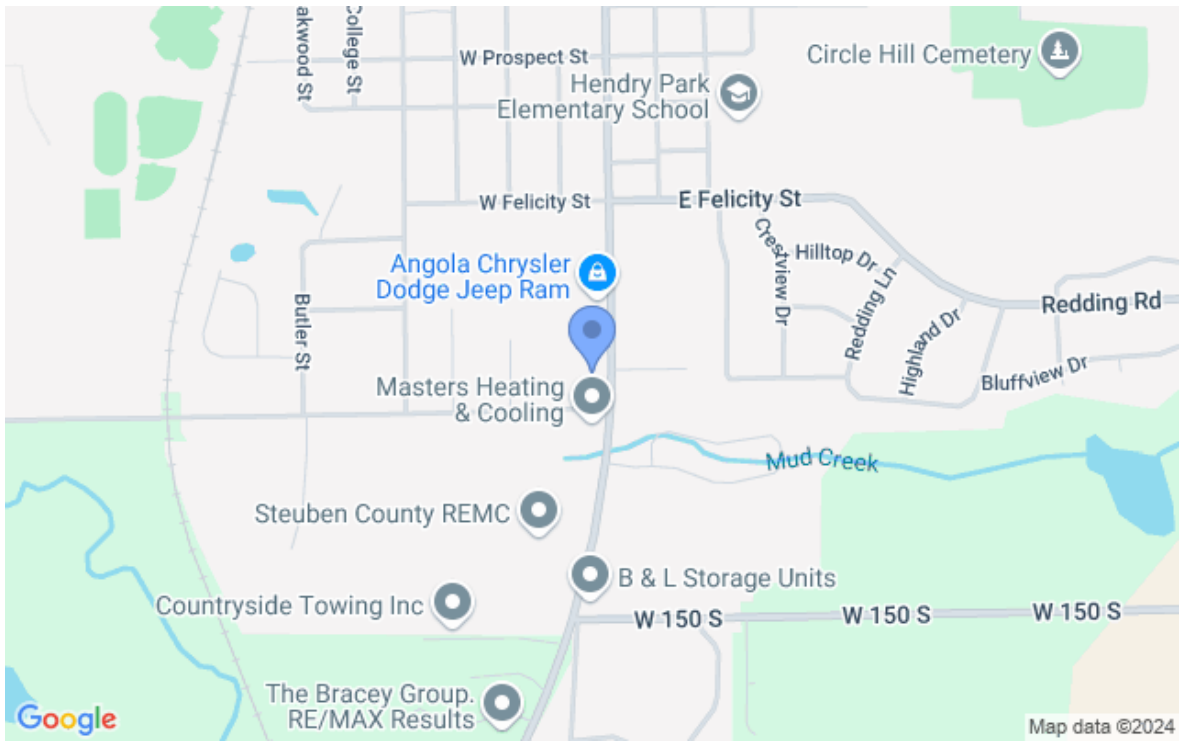 akwood St
College St
W Prospect St
Circle Hill Cemetery
Hendry Park
Elementary School
W Felicity St
E Felicity St
Crestview Dr
Hilltop Dr
Redding Ln
Highland Dr
Redding Rd
Bluffview Dr
Angola Chrysler
Dodge Jeep Ram
Butler St
Masters Heating
& Cooling
Mud Creek
Steuben County REMC
B & L Storage Units
Countryside Towing Inc
W 150 S
W 150 S
W 150 S
The Bracey Group.
RE/MAX Results
Google
Map data ©2024